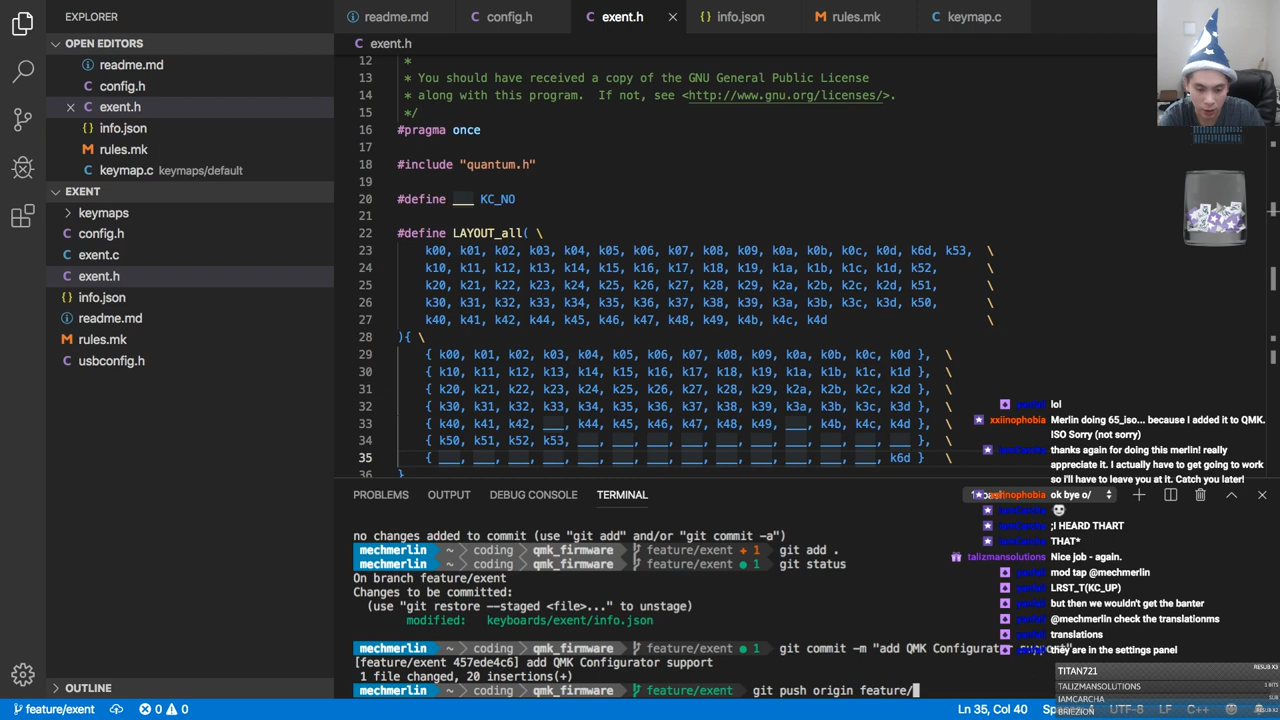 EXPLORER
readme.md
config.h
exent.h
info.json
rules.mk
keymap.c
OPEN EDITORS
exent.h
readme.md
config.h
exent.h
info.json
rules.mk
keymap.c keymaps/default
EXENT
keymaps
config.h
exent.c
exent.h
info.json
readme.md
rules.mk
usbconfig.h
OUTLINE
12 *
13 * You should have received a copy of the GNU General Public License
14 * along with this program. If not, see <http://www.gnu.org/licenses/>.
15 */
16 #pragma once
17
18 #include "quantum.h"
19
20 #define ___ KC_NO
21
22 #define LAYOUT_all( \
23 k00, k01, k02, k03, k04, k05, k06, k07, k08, k09, k0a, k0b, k0c, k0d, k6d, k53, \
24 k10, k11, k12, k13, k14, k15, k16, k17, k18, k19, k1a, k1b, k1c, k1d, k52, \
25 k20, k21, k22, k23, k24, k25, k26, k27, k28, k29, k2a, k2b, k2c, k2d, k51, \
26 k30, k31, k32, k33, k34, k35, k36, k37, k38, k39, k3a, k3b, k3c, k3d, k50, \
27 k40, k41, k42, k44, k45, k46, k47, k48, k49, k4b, k4c, k4d \
28 ){ \
29 { k00, k01, k02, k03, k04, k05, k06, k07, k08, k09, k0a, k0b, k0c, k0d }, \
30 { k10, k11, k12, k13, k14, k15, k16, k17, k18, k19, k1a, k1b, k1c, k1d }, \
31 { k20, k21, k22, k23, k24, k25, k26, k27, k28, k29, k2a, k2b, k2c, k2d }, \
32 { k30, k31, k32, k33, k34, k35, k36, k37, k38, k39, k3a, k3b, k3c, k3d }, \
33 { k40, k41, k42, ___, k44, k45, k46, k47, k48, k49, ___, k4b, k4c, k4d }, \
34 { k50, k51, k52, k53, ___, ___, ___, ___, ___, ___, ___, ___, ___, ___ }, \
35 { ___, ___, ___, ___, ___, ___, ___, ___, ___, ___, ___, ___, ___, k6d } \
36 }
PROBLEMS
OUTPUT
DEBUG CONSOLE
TERMINAL
no changes added to commit (use "git add" and/or "git commit -a")
mechmerlin ~ coding qmk_firmware feature/exent + 1 git add .
mechmerlin ~ coding qmk_firmware feature/exent ● 1 git status
On branch feature/exent
Changes to be committed:
(use "git restore --staged <file>..." to unstage)
modified: keyboards/exent/info.json
mechmerlin ~ coding qmk_firmware feature/exent ● 1 git commit -m "add QMK Configurat
[feature/exent 457ede4c6] add QMK Configurator support
1 file changed, 20 insertions(+)
mechmerlin ~ coding qmk_firmware feature/exent git push origin feature/
lol
xxiinophobia Merlin doing 65_iso... because I added it to QMK.
ISO Sorry (not sorry)
thanks again for doing this merlin! really
appreciate it. I actually have to get going to work
so I'll have to leave you at it. Catch you later!
ok bye o/
;I HEARD THART
THAT*
talizmansolutions Nice job - again.
mod tap @mechmerlin
LRST_T(KC_UP)
but then we wouldn't get the banter
@mechmerlin check the translationms
translations
they are in the settings panel
TITAN721 RESUB X3
TALIZMANSOLUTIONS
IAMCARCHA
BRIEZION RESUB X2
feature/exent
0 0
Ln 35, Col 40
UTF-8
LF
C++